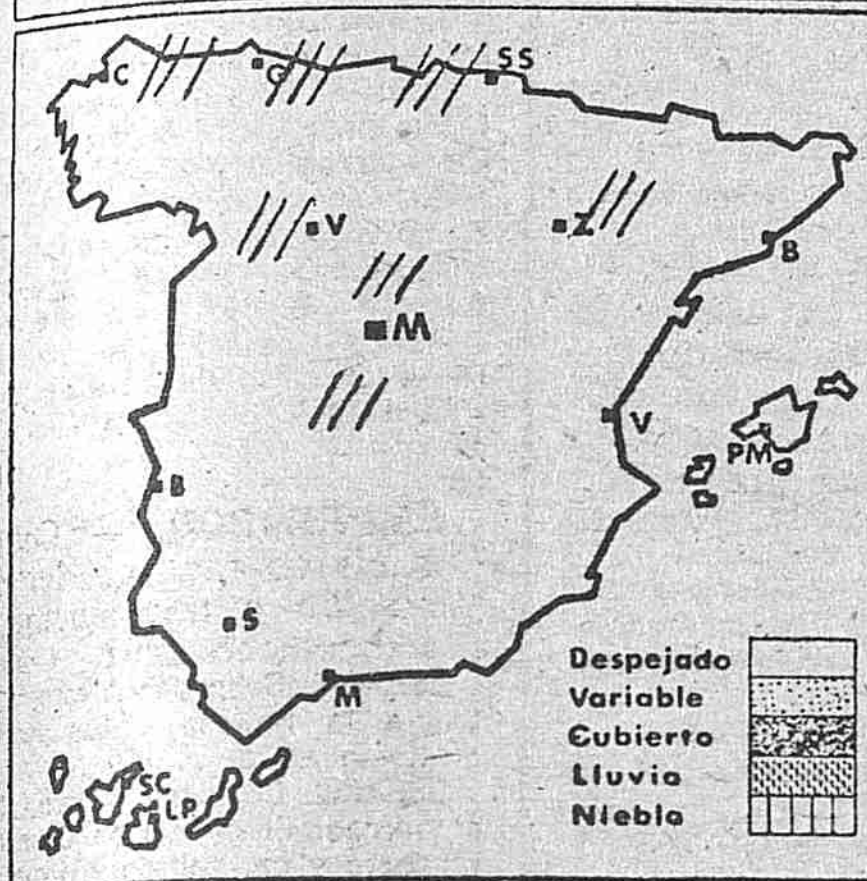 C
G
SS
V
Z
B
M
V
PM
B
S
M
SC
LP
Despejado
Variable
Cubierto
Lluvia
Niebla